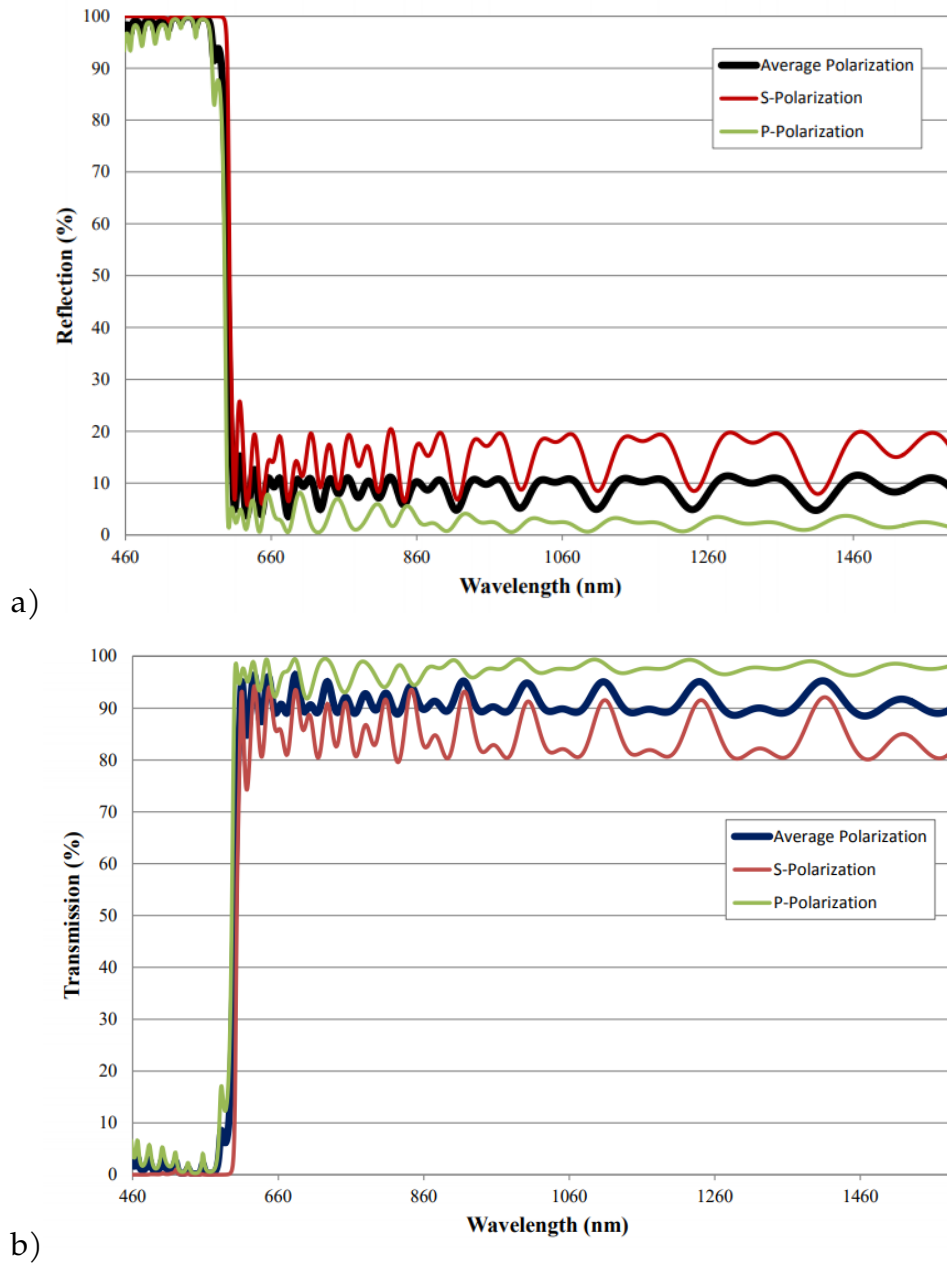 100
90
80
70
60
50
40
30
20
10
0
Reflection (%)
Average Polarization
S-Polarization
P-Polarization
460 660 860 1060 1260 1460
Wavelength (nm)
a)
100
90
80
70
60
50
40
30
20
10
0
Transmission (%)
Average Polarization
S-Polarization
P-Polarization
460 660 860 1060 1260 1460
Wavelength (nm)
b)